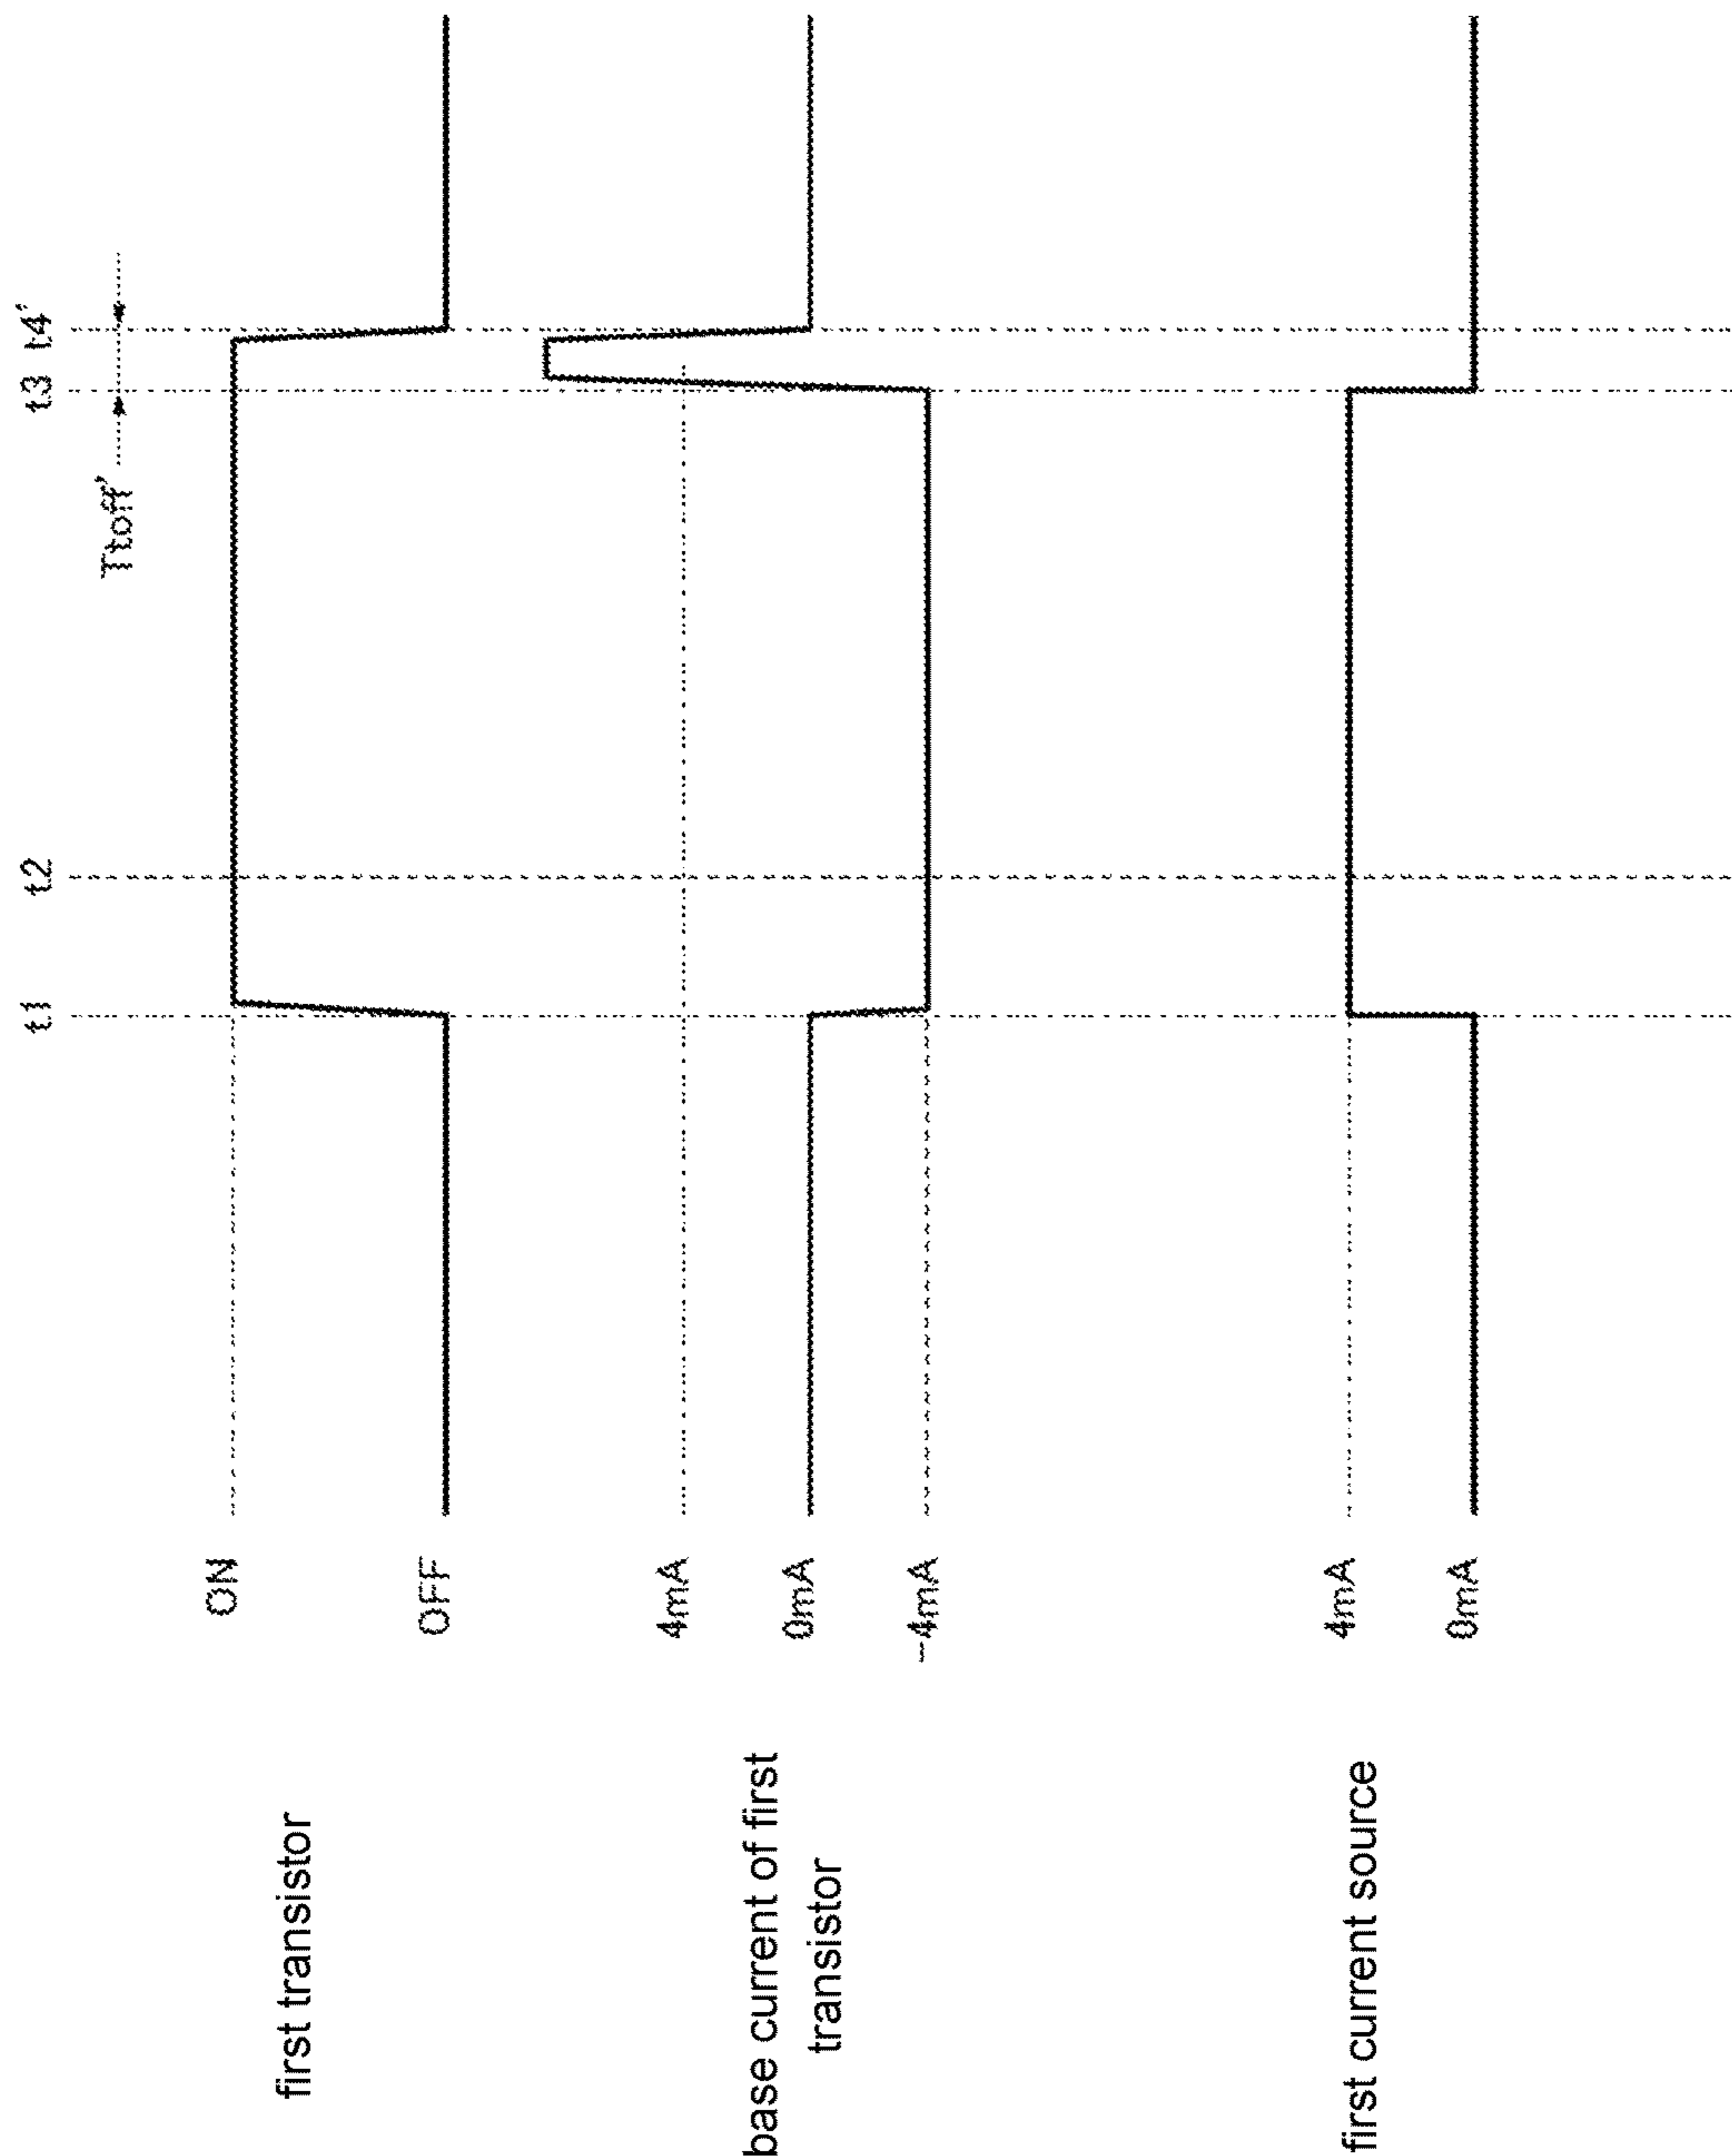 t1
t2
t3
t4'
Ttoff'
first transistor
ON
OFF
base current of first
transistor
4mA
0mA
-4mA
first current source
4mA
0mA